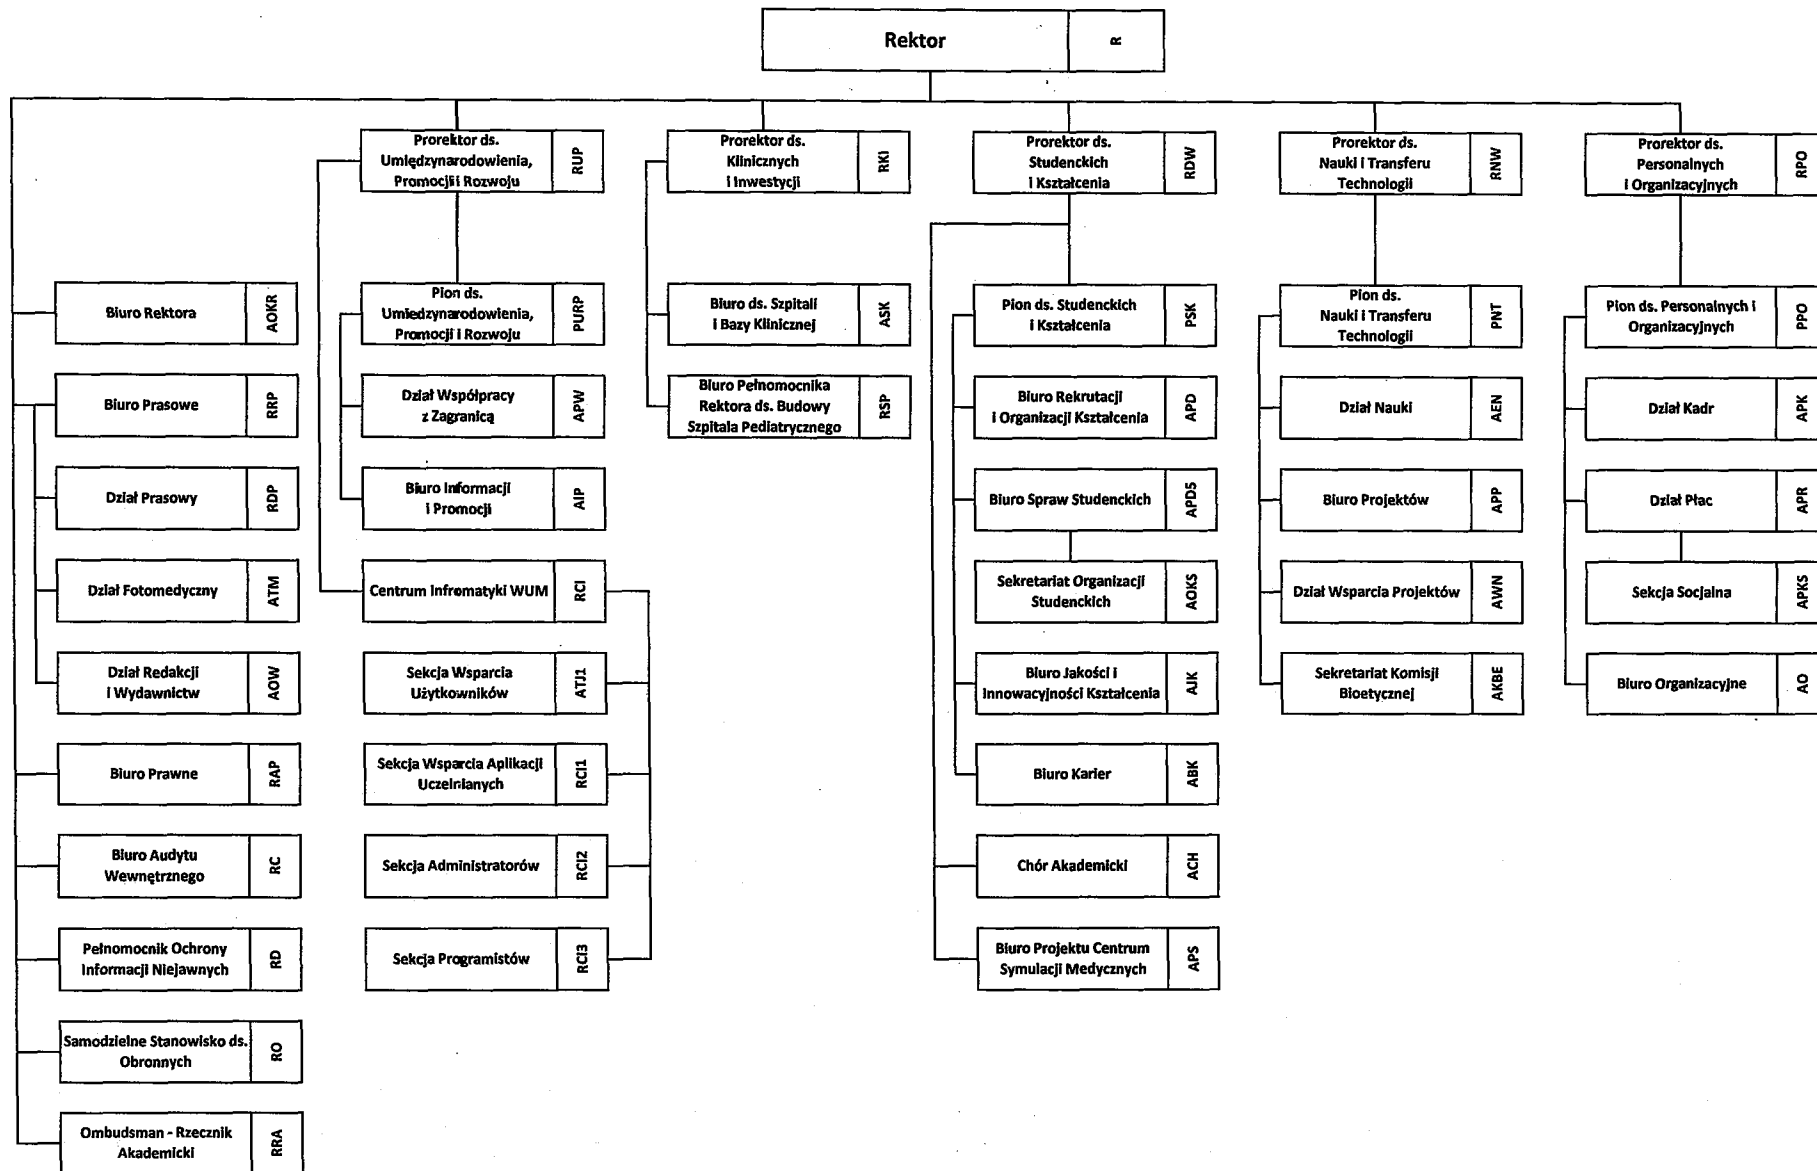 Rektor
R
Prorektor ds.
Umiędzynarodowienia,
Promocji i Rozwoju
RUP
Prorektor ds.
Klinicznych
i Inwestycji
RKI
Prorektor ds.
Studenckich
i Kształcenia
RDW
Prorektor ds.
Nauki i Transferu
Technologii
RNW
Prorektor ds.
Personalnych
i Organizacyjnych
RPO
Biuro Rektora
AOKR
Pion ds.
Umiedzynarodowienia,
Promocji i Rozwoju
PURP
Biuro ds. Szpitali
i Bazy Klinicznej
ASK
Pion ds. Studenckich
i Kształcenia
PSK
Pion ds.
Nauki i Transferu
Technologii
PNT
Pion ds. Personalnych i
Organizacyjnych
PPO
Biuro Prasowe
RRP
Dział Współpracy
z Zagranicą
APW
Biuro Pełnomocnika
Rektora ds. Budowy
Szpitala Pediatrycznego
RSP
Biuro Rekrutacji
i Organizacji Kształcenia
APD
Dział Nauki
AEN
Dział Kadr
APK
Dział Prasowy
RDP
Biuro Informacji
i Promocji
AIP
Biuro Spraw Studenckich
APDS
Biuro Projektów
APP
Dział Płac
APR
Dział Fotomedyczny
ATM
Centrum Infromatyki WUM
RCI
Sekretariat Organizacji
Studenckich
AOKS
Dział Wsparcia Projektów
AWN
Sekcja Socjalna
APKS
Dział Redakcji
i Wydawnictw
AOW
Sekcja Wsparcia
Użytkowników
ATJ1
Biuro Jakości i
Innowacyjności Kształcenia
AJK
Sekretariat Komisji
Bioetycznej
AKBE
Biuro Organizacyjne
AO
Biuro Prawne
RAP
Sekcja Wsparcia Aplikacji
Uczelnianych
RCI1
Biuro Karier
ABK
Biuro Audytu
Wewnętrznego
RC
Sekcja Administratorów
RCI2
Chór Akademicki
ACH
Pełnomocnik Ochrony
Informacji Niejawnych
RD
Sekcja Programistów
RCI3
Biuro Projektu Centrum
Symulacji Medycznych
APS
Samodzielne Stanowisko ds.
Obronnych
RO
Ombudsman - Rzecznik
Akademicki
RRA